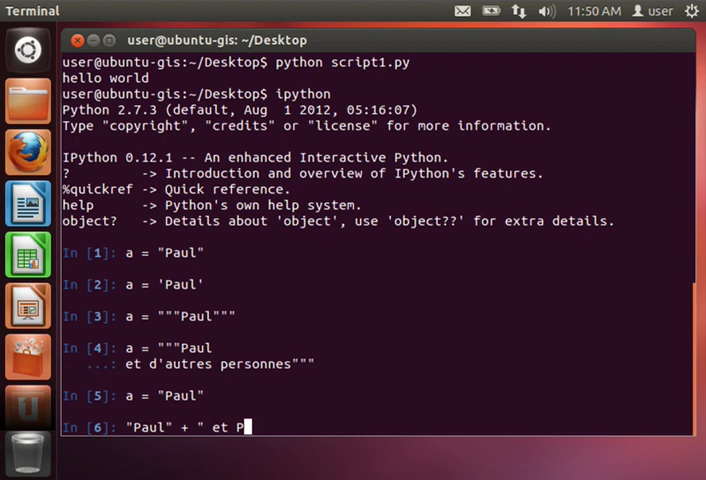 Terminal
11:50 AM
user
user@ubuntu-gis: ~/Desktop
user@ubuntu-gis:~/Desktop$ python script1.py
hello world
user@ubuntu-gis:~/Desktop$ ipython
Python 2.7.3 (default, Aug  1 2012, 05:16:07)
Type "copyright", "credits" or "license" for more information.
IPython 0.12.1 -- An enhanced Interactive Python.
?         -> Introduction and overview of IPython's features.
%quickref -> Quick reference.
help      -> Python's own help system.
object?   -> Details about 'object', use 'object??' for extra details.
In [1]: a = "Paul"
In [2]: a = 'Paul'
In [3]: a = """Paul"""
In [4]: a = """Paul
   ...: et d'autres personnes"""
In [5]: a = "Paul"
In [6]: "Paul" + " et P